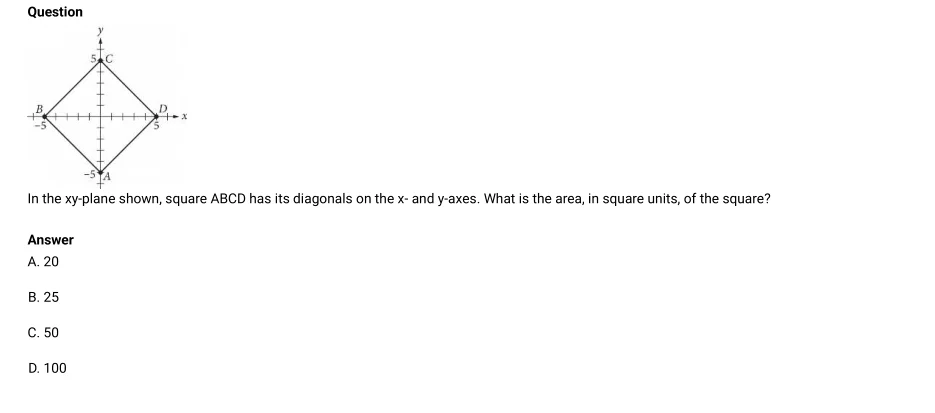 Question
y
5 C
B D
x
-5 5
-5 A
In the xy-plane shown, square ABCD has its diagonals on the x- and y-axes. What is the area, in square units, of the square?
Answer
A. 20
B. 25
C. 50
D. 100